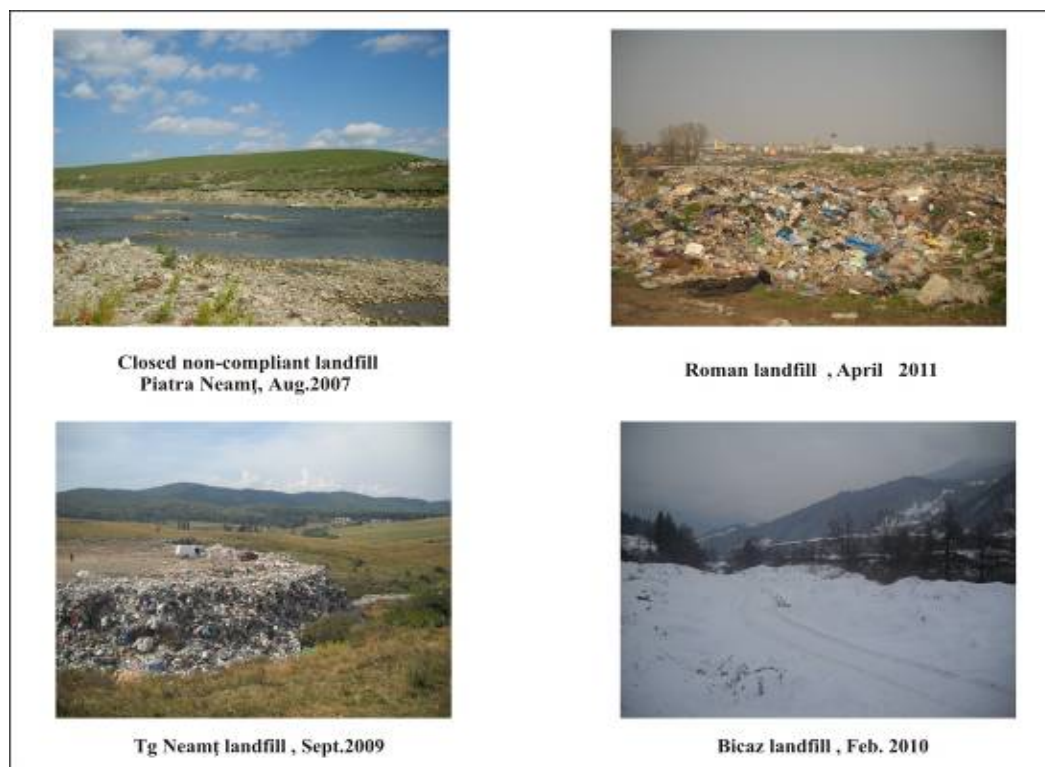 Closed non-compliant landfill
Piatra Neamţ, Aug.2007
Roman landfill , April 2011
Tg Neamţ landfill , Sept.2009
Bicaz landfill , Feb. 2010